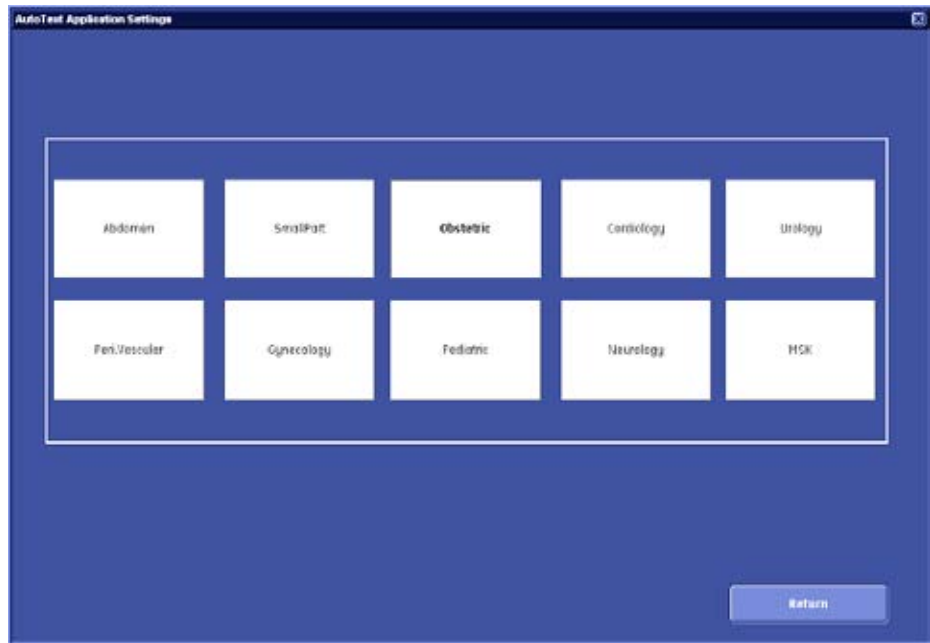 AutoText Application Settings
Abdomen SmallPart Obstetric Cardiology Urology
Peri.Vascular Gynecology Pediatric Neurology MSK
Return